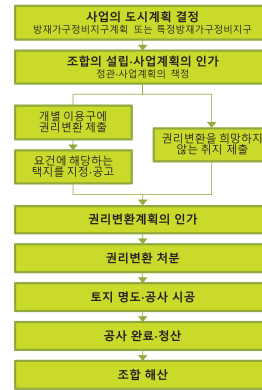 사업의 도시계획 결정
방재가구정비지구계획 또는 특정방재가구정비지구
조합의 설립·사업계획의 인가
정관·사업계획의 책정
개별 이용구에
권리변환 제출
권리변환을 희망하지
않는 취지 제출
요건에 해당하는
택지를 지정·공고
권리변환계획의 인가
권리변환 처분
토지 명도·공사 시공
공사 완료·청산
조합 해산